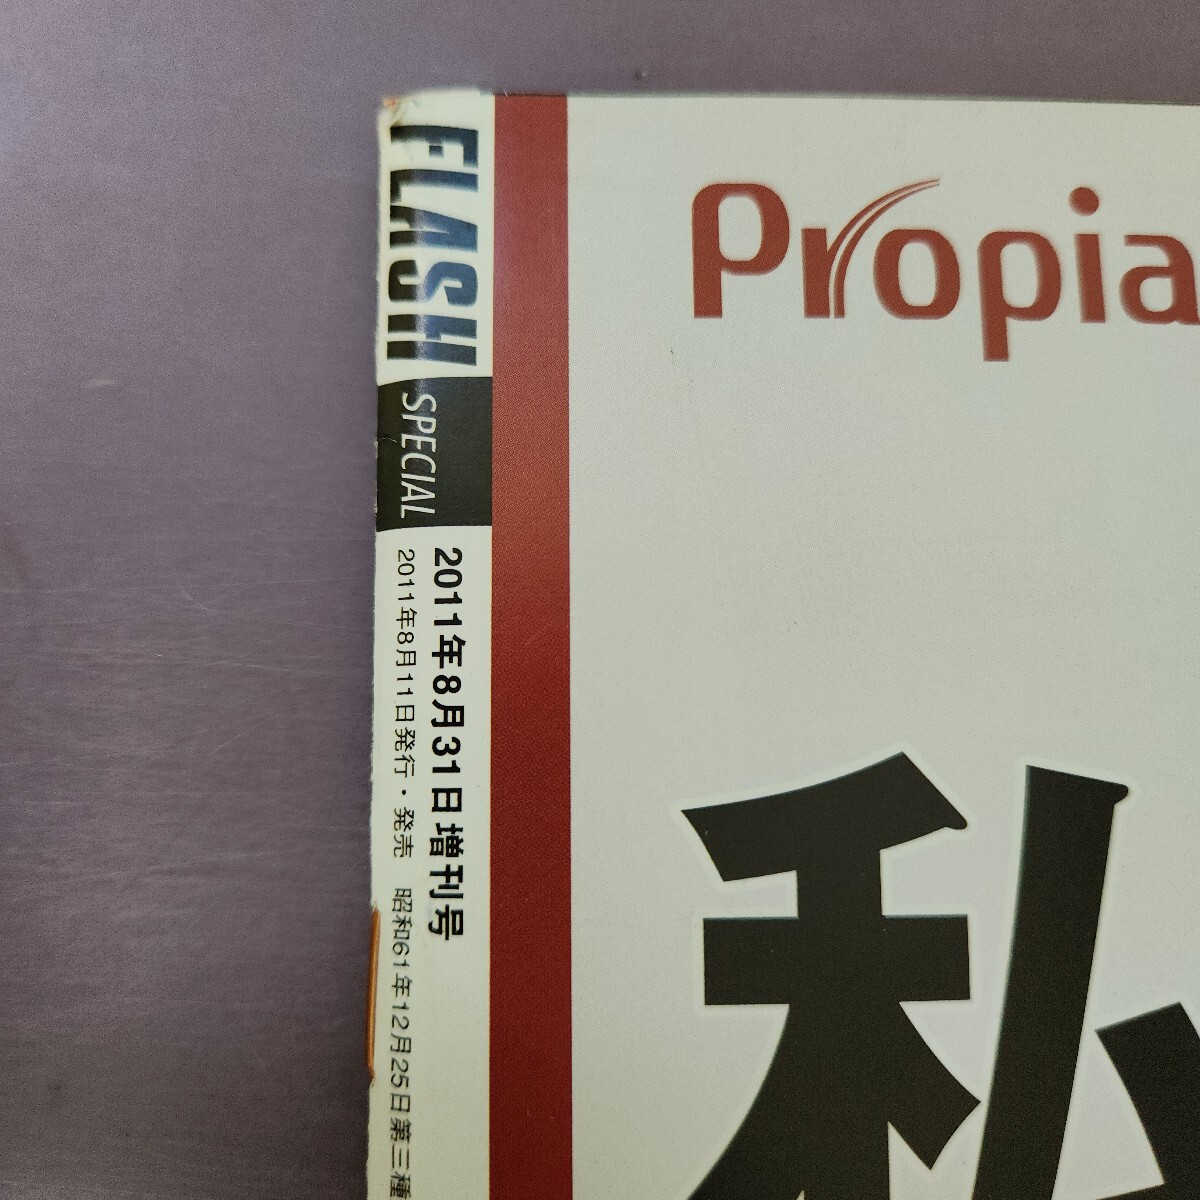 FLASH
SPECIAL
2011年8月31日増刊号
2011年8月11日発行・発売 昭和61年12月25日第三種
Propia
私